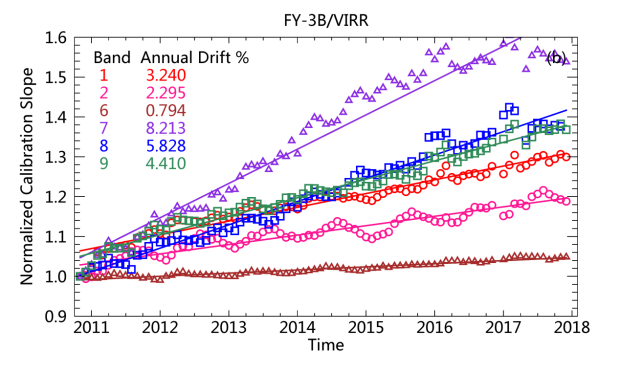 FY-3B/VIRR
(b)
Band Annual Drift %
1 3.240
2 2.295
6 0.794
7 8.213
8 5.828
9 4.410
Normalized Calibration Slope
1.6
1.5
1.4
1.3
1.2
1.1
1.0
0.9
2011 2012 2013 2014 2015 2016 2017 2018
Time